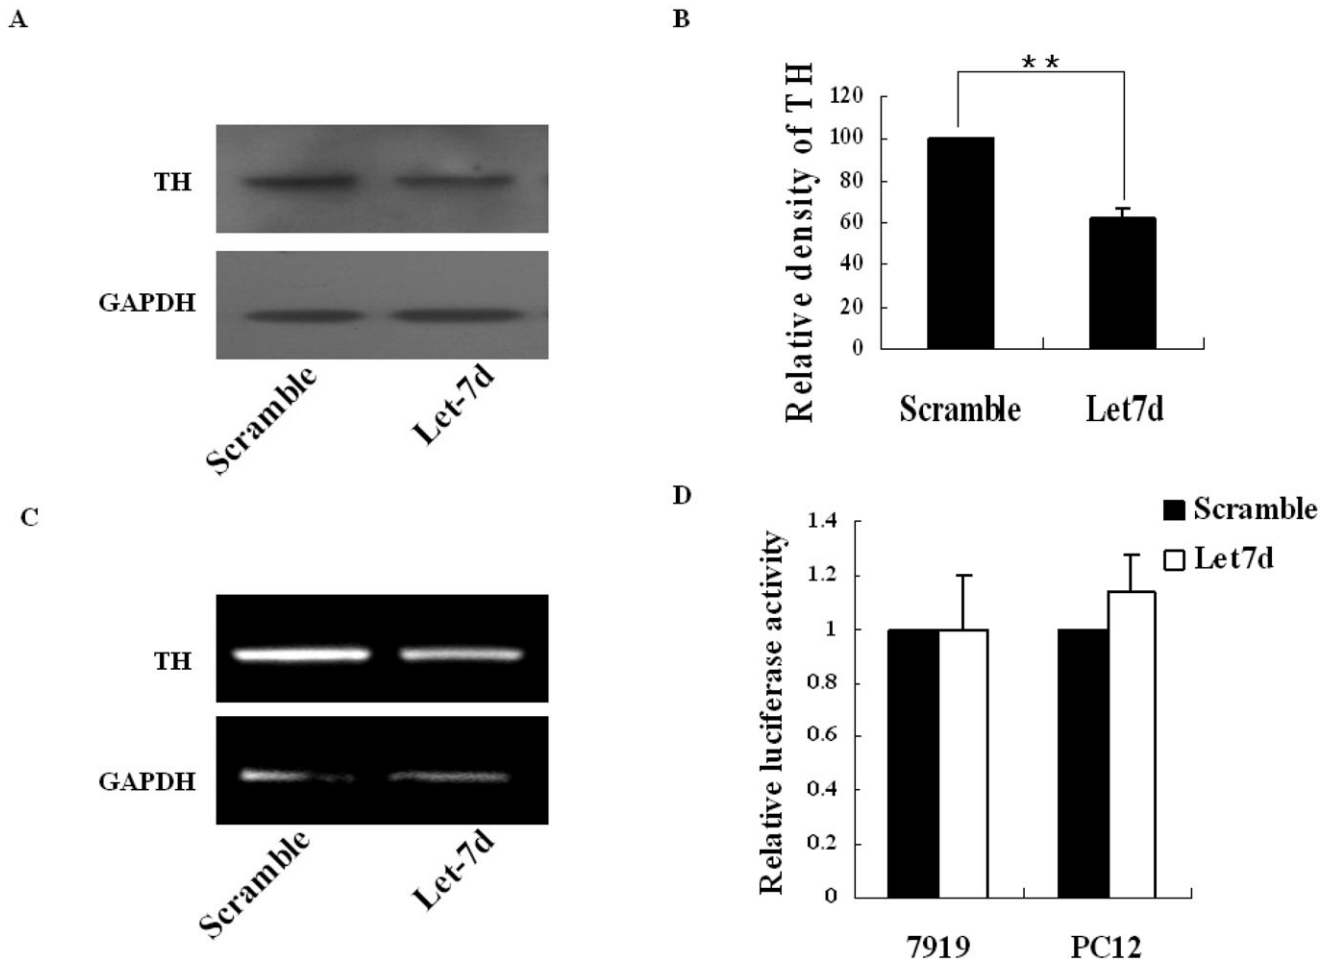 A
TH
GAPDH
Scramble
Let-7d
B
Relative density of TH
120
100
80
60
40
20
0
* *
Scramble
Let7d
C
TH
GAPDH
Scramble
Let-7d
D
Scramble
Let7d
Relative luciferase activity
1.4
1.2
1
0.8
0.6
0.4
0.2
0
7919
PC12